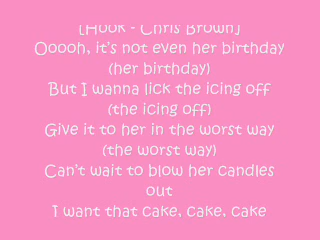 [Hook - Chris Brown]
Ooooh, it's not even her birthday
(her birthday)
But I wanna lick the icing off
(the icing off)
Give it to her in the worst way
(the worst way)
Can't wait to blow her candles
out
I want that cake, cake, cake